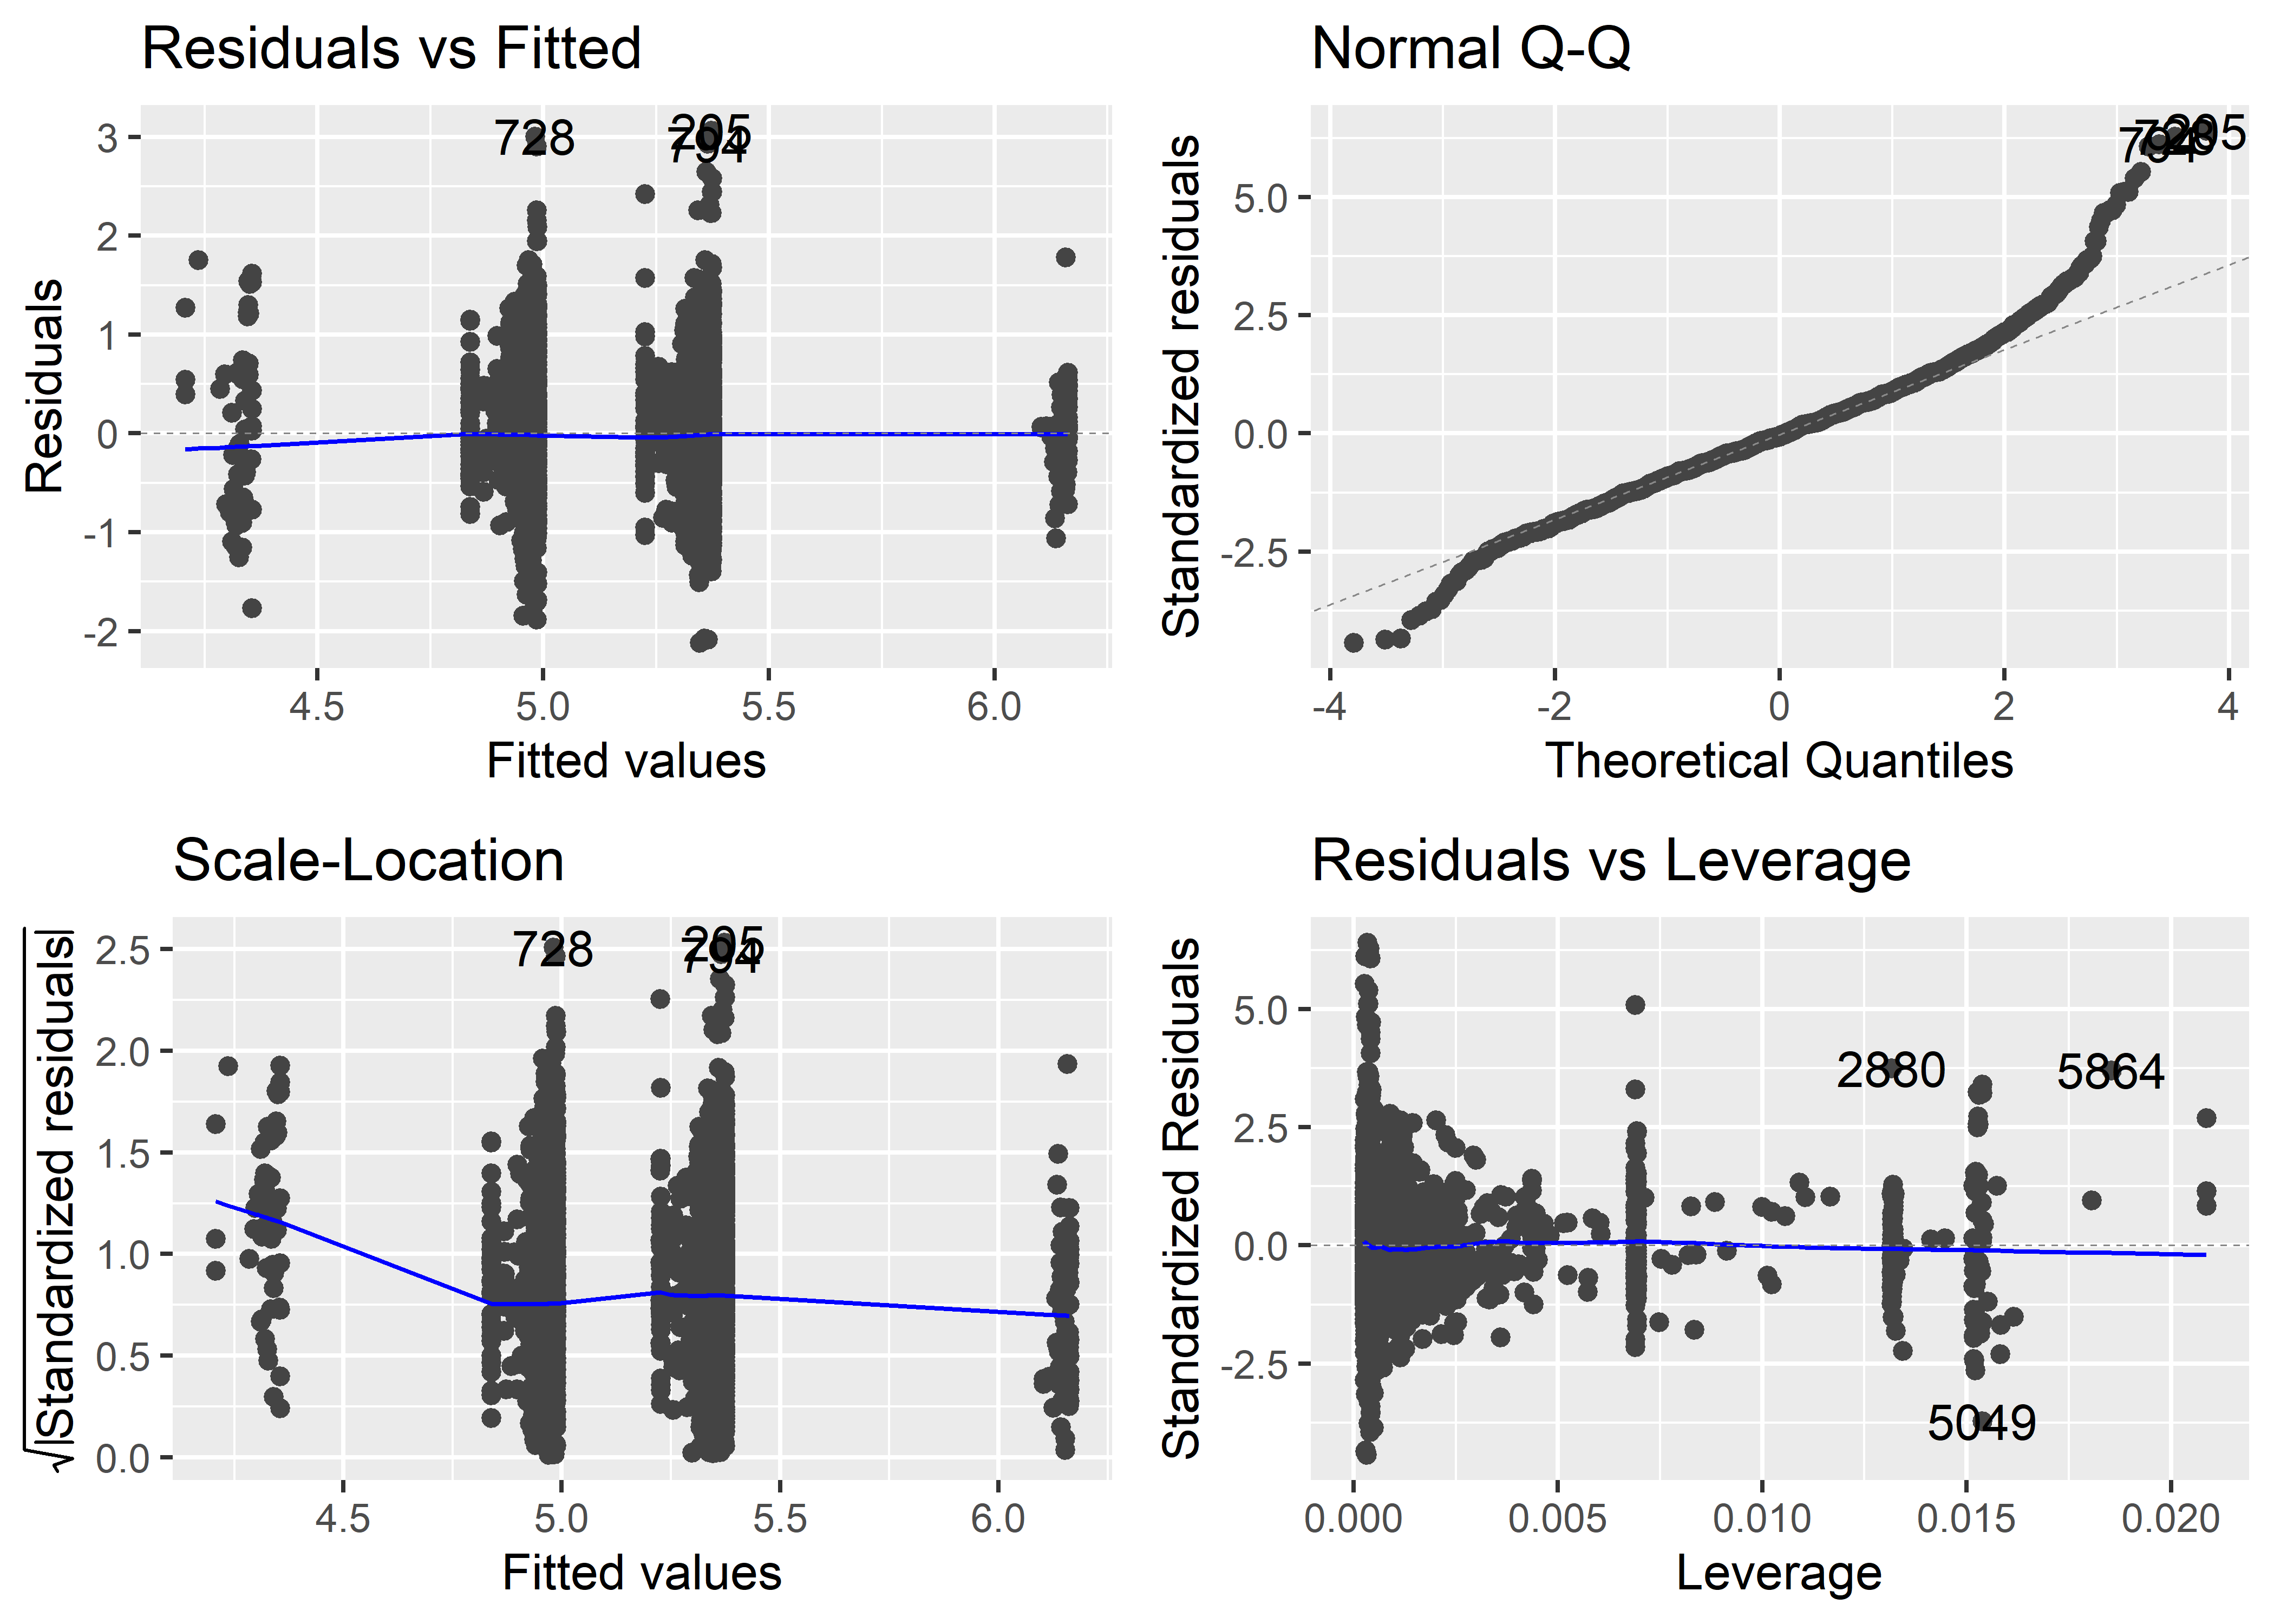 Residuals vs Fitted
Residuals
3
2
1
0
-1
-2
728
205
794
4.5 5.0 5.5 6.0
Fitted values
Normal Q-Q
Standardized residuals
5.0
2.5
0.0
-2.5
794 728 205
-4 -2 0 2 4
Theoretical Quantiles
Scale-Location
√|Standardized residuals|
2.5
2.0
1.5
1.0
0.5
0.0
728
205
794
4.5 5.0 5.5 6.0
Fitted values
Residuals vs Leverage
Standardized Residuals
5.0
2.5
0.0
-2.5
2880
5864
5049
0.000 0.005 0.010 0.015 0.020
Leverage